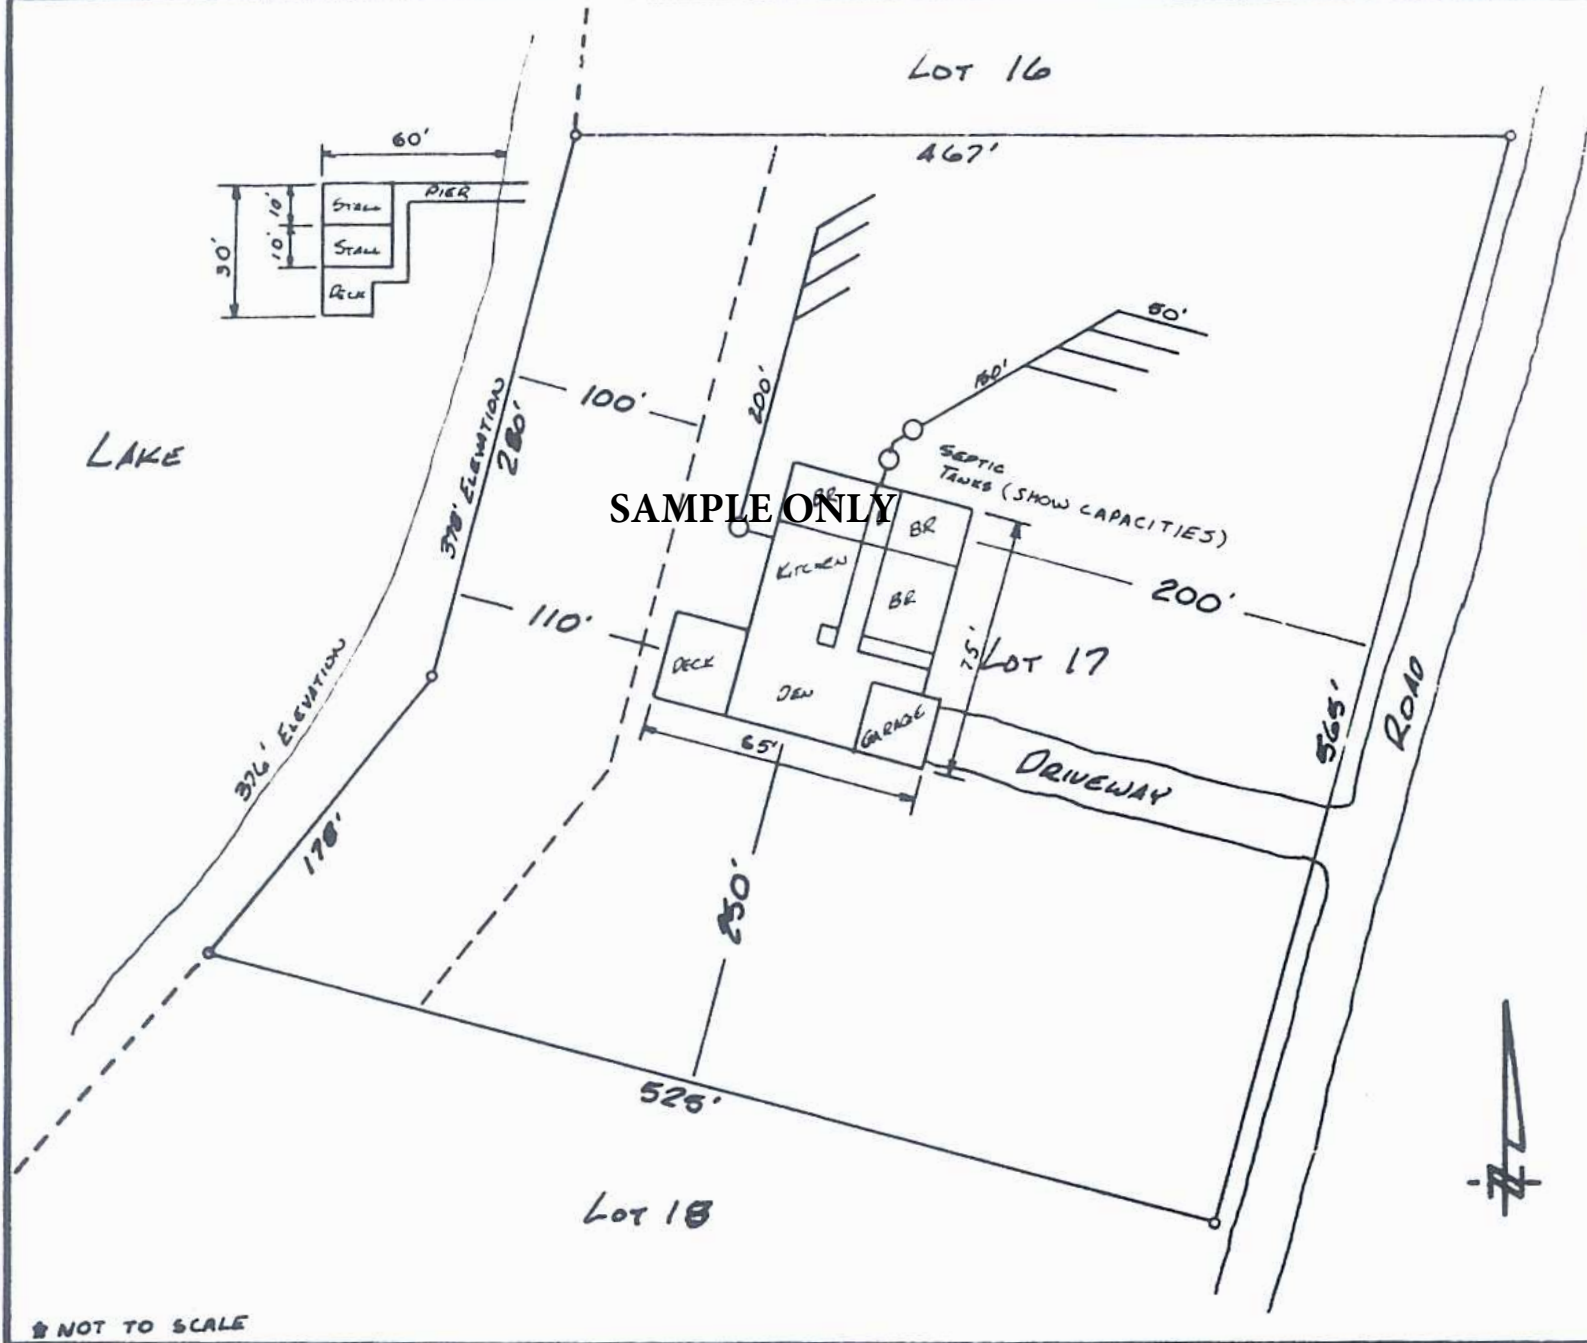 LOT 16
467'
60'
PIER
STALL
10'
STALL
10'
30'
DECK
50'
200'
100'
LAKE
378' ELEVATION
SEPTIC
TANKS (SHOW CAPACITIES)
SAMPLE ONLY
BR
BR
KITCHEN
BR
200'
110'
75'
LOT 17
DECK
DEN
GARAGE
65'
DRIVEWAY
565'
ROAD
376' ELEVATION
178'
250'
525'
LOT 18
NOT TO SCALE